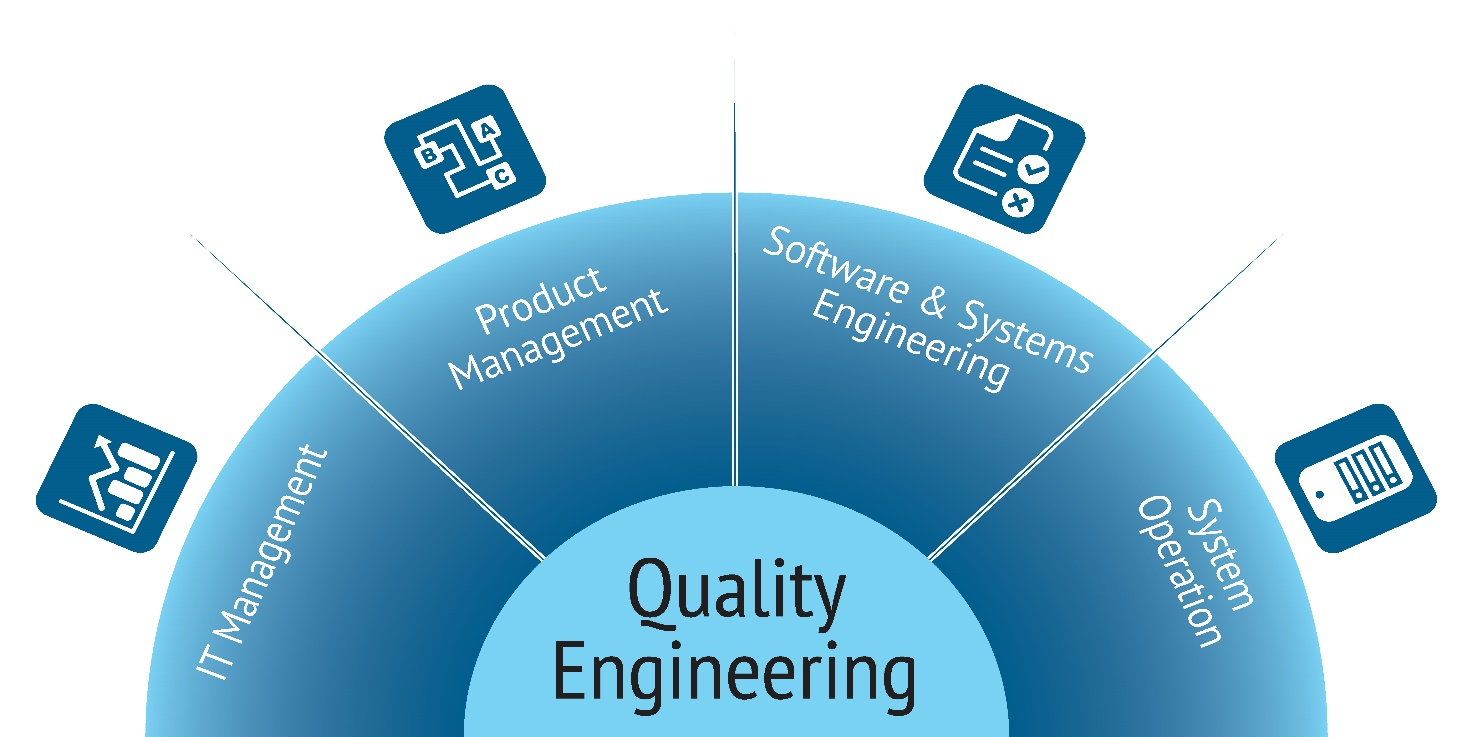 A
B
C
Product
Management
Software & Systems
Engineering
IT Management
System
Operation
Quality
Engineering